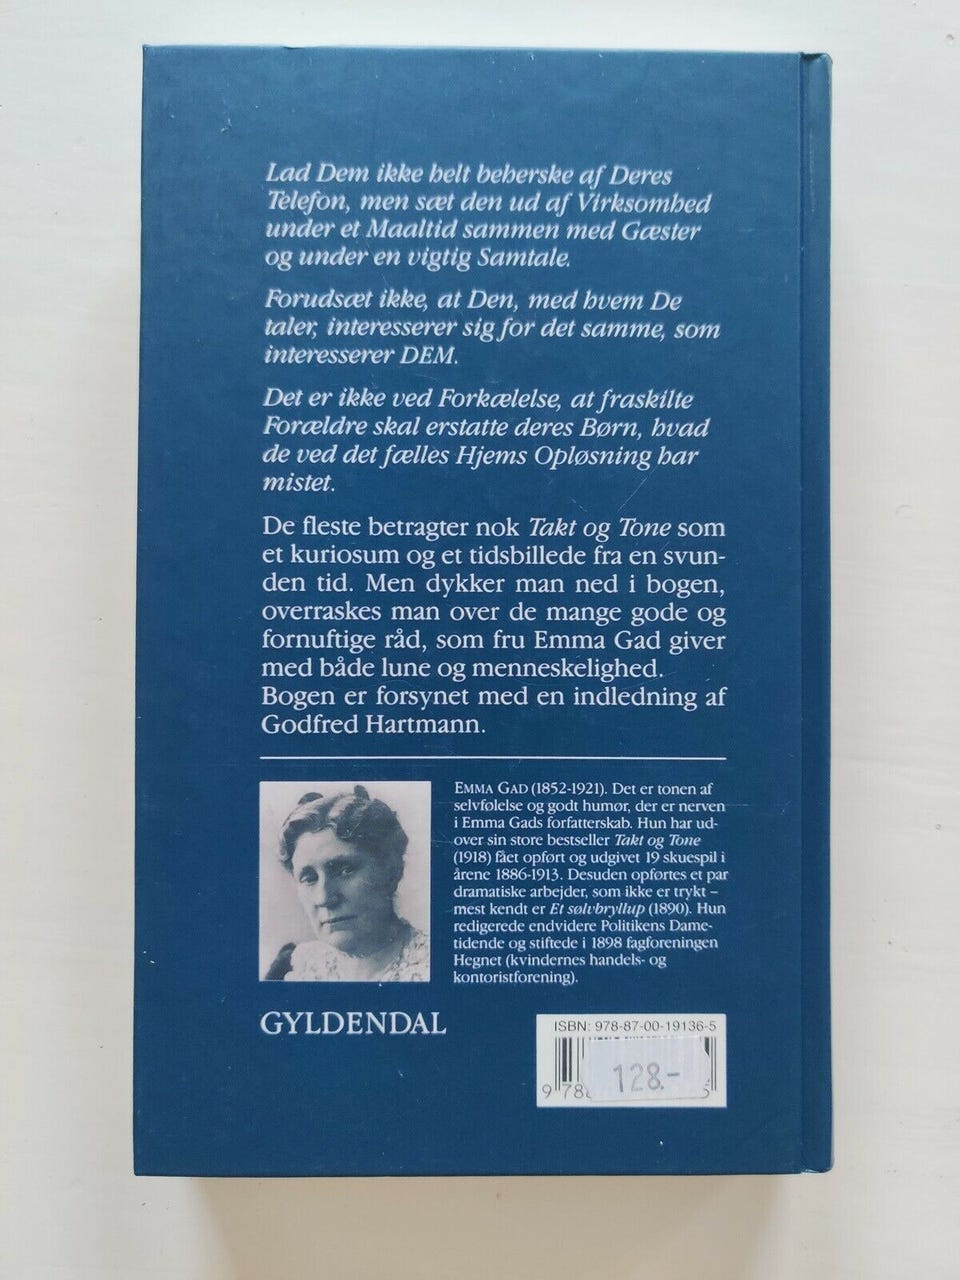 Lad Dem ikke helt beherske af Deres
Telefon, men sæt den ud af Virksomhed
under et Maaltid sammen med Gæster
og under en vigtig Samtale.
Forudsæt ikke, at Den, med hvem De
taler, interesserer sig for det samme, som
interesserer DEM.
Det er ikke ved Forkælelse, at fraskilte
Forældre skal erstatte deres Børn, hvad
de ved det fælles Hjems Opløsning har
mistet.
De fleste betragter nok Takt og Tone som
et kuriosum og et tidsbillede fra en svun-
den tid. Men dykker man ned i bogen,
overraskes man over de mange gode og
fornuftige råd, som fru Emma Gad giver
med både lune og menneskelighed.
Bogen er forsynet med en indledning af
Godfred Hartmann.
EMMA GAD (1852-1921). Det er tonen af
selvfølelse og godt humør, der er nerven
i Emma Gads forfatterskab. Hun har ud-
over sin store bestseller Takt og Tone
(1918) fået opført og udgivet 19 skuespil i
årene 1886-1913. Desuden opførtes et par
dramatiske arbejder, som ikke er trykt –
mest kendt er Et sølvbryllup (1890). Hun
redigerede endvidere Politikens Dame-
tidende og stiftede i 1898 fagforeningen
Hegnet (kvindernes handels- og
kontoristforening).
GYLDENDAL
ISBN: 978-87-00-19136-5
128.-
9 788